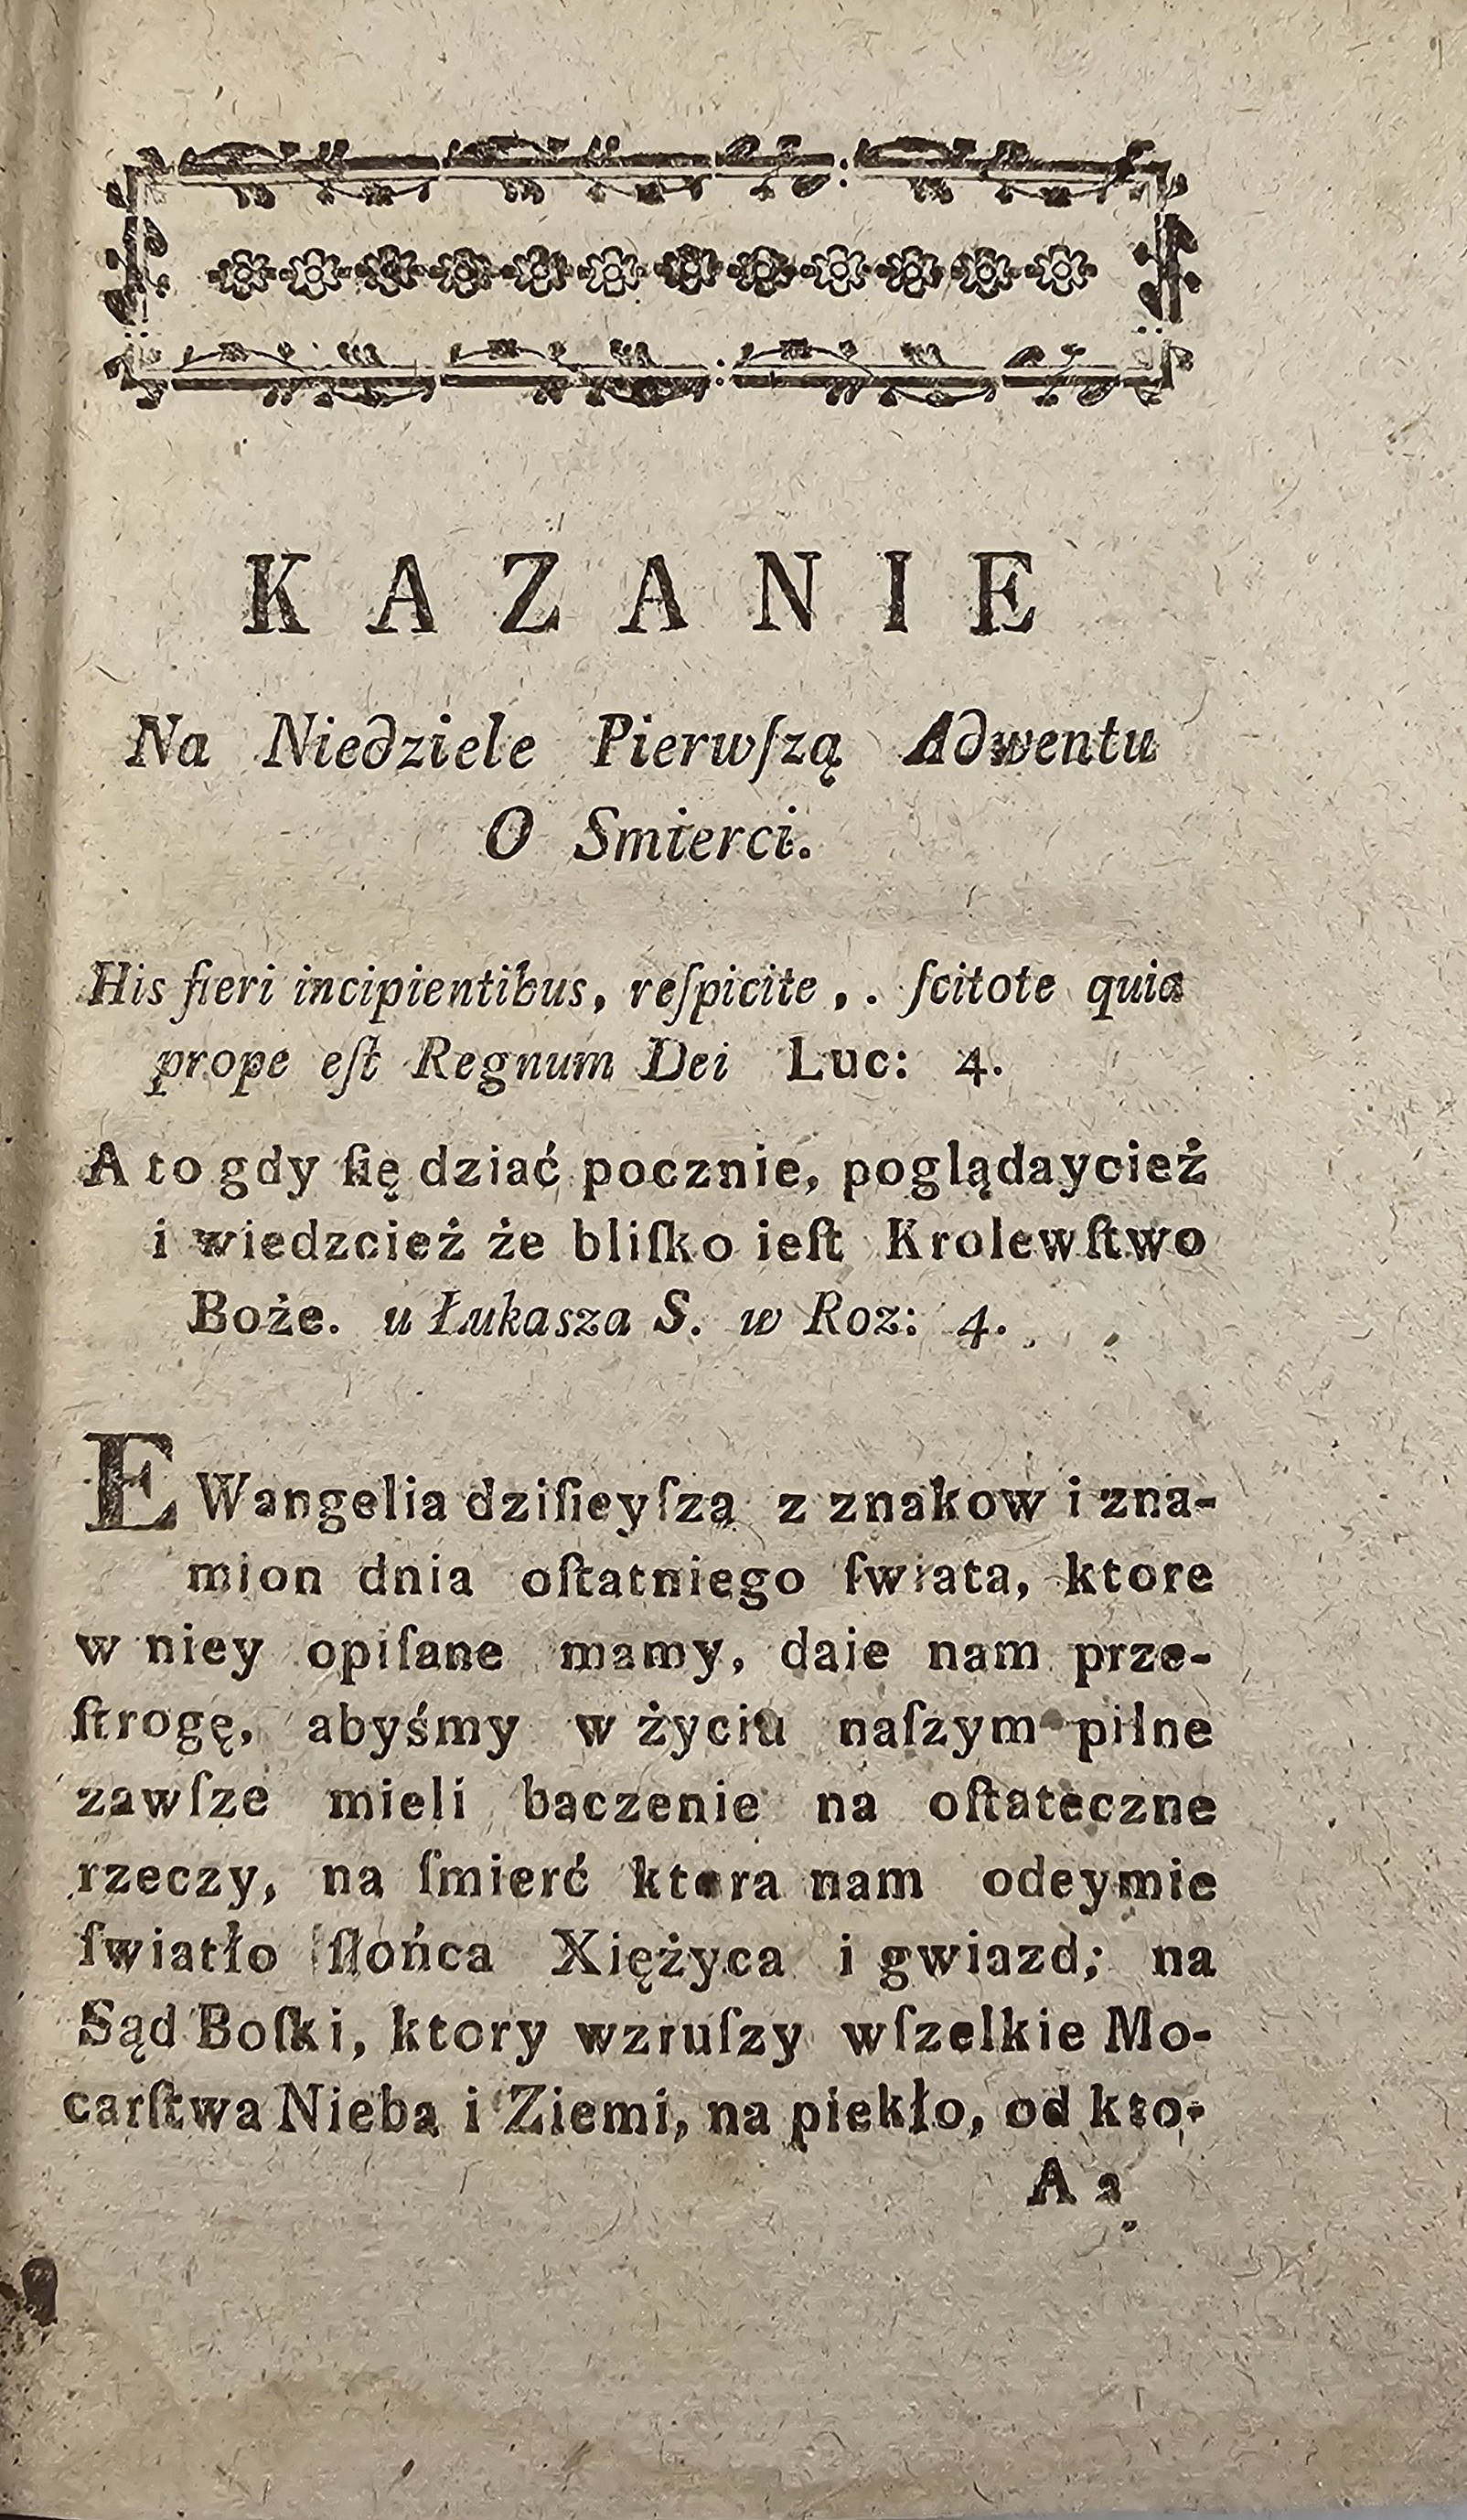 KAZANIE
Na Niedziele Pierwſzą Adwentu
O Smierci.
His fieri incipientibus, reſpicite , . ſcitote quia
prope eſt Regnum Dei Luc: 4.
A to gdy ſię dziać pocznie, poglądaycież
i wiedzcież że bliſko ieſt Krolewſtwo
Boże. u Łukasza S. w Roz: 4.
EWangelia dziſieyſza z znakow i zna-
mion dnia oſtatniego ſwiata, ktore
w niey opiſane mamy, daie nam prze-
ſtrogę, abyśmy w życiu naſzym pilne
zawſze mieli baczenie na oſtateczne
rzeczy, na ſmierć ktora nam odeymie
ſwiatło ſłońca Xiężyca i gwiazd; na
Sąd Boſki, ktory wzruſzy wſzelkie Mo-
carſtwa Nieba i Ziemi, na piekło, od kto-
A 2